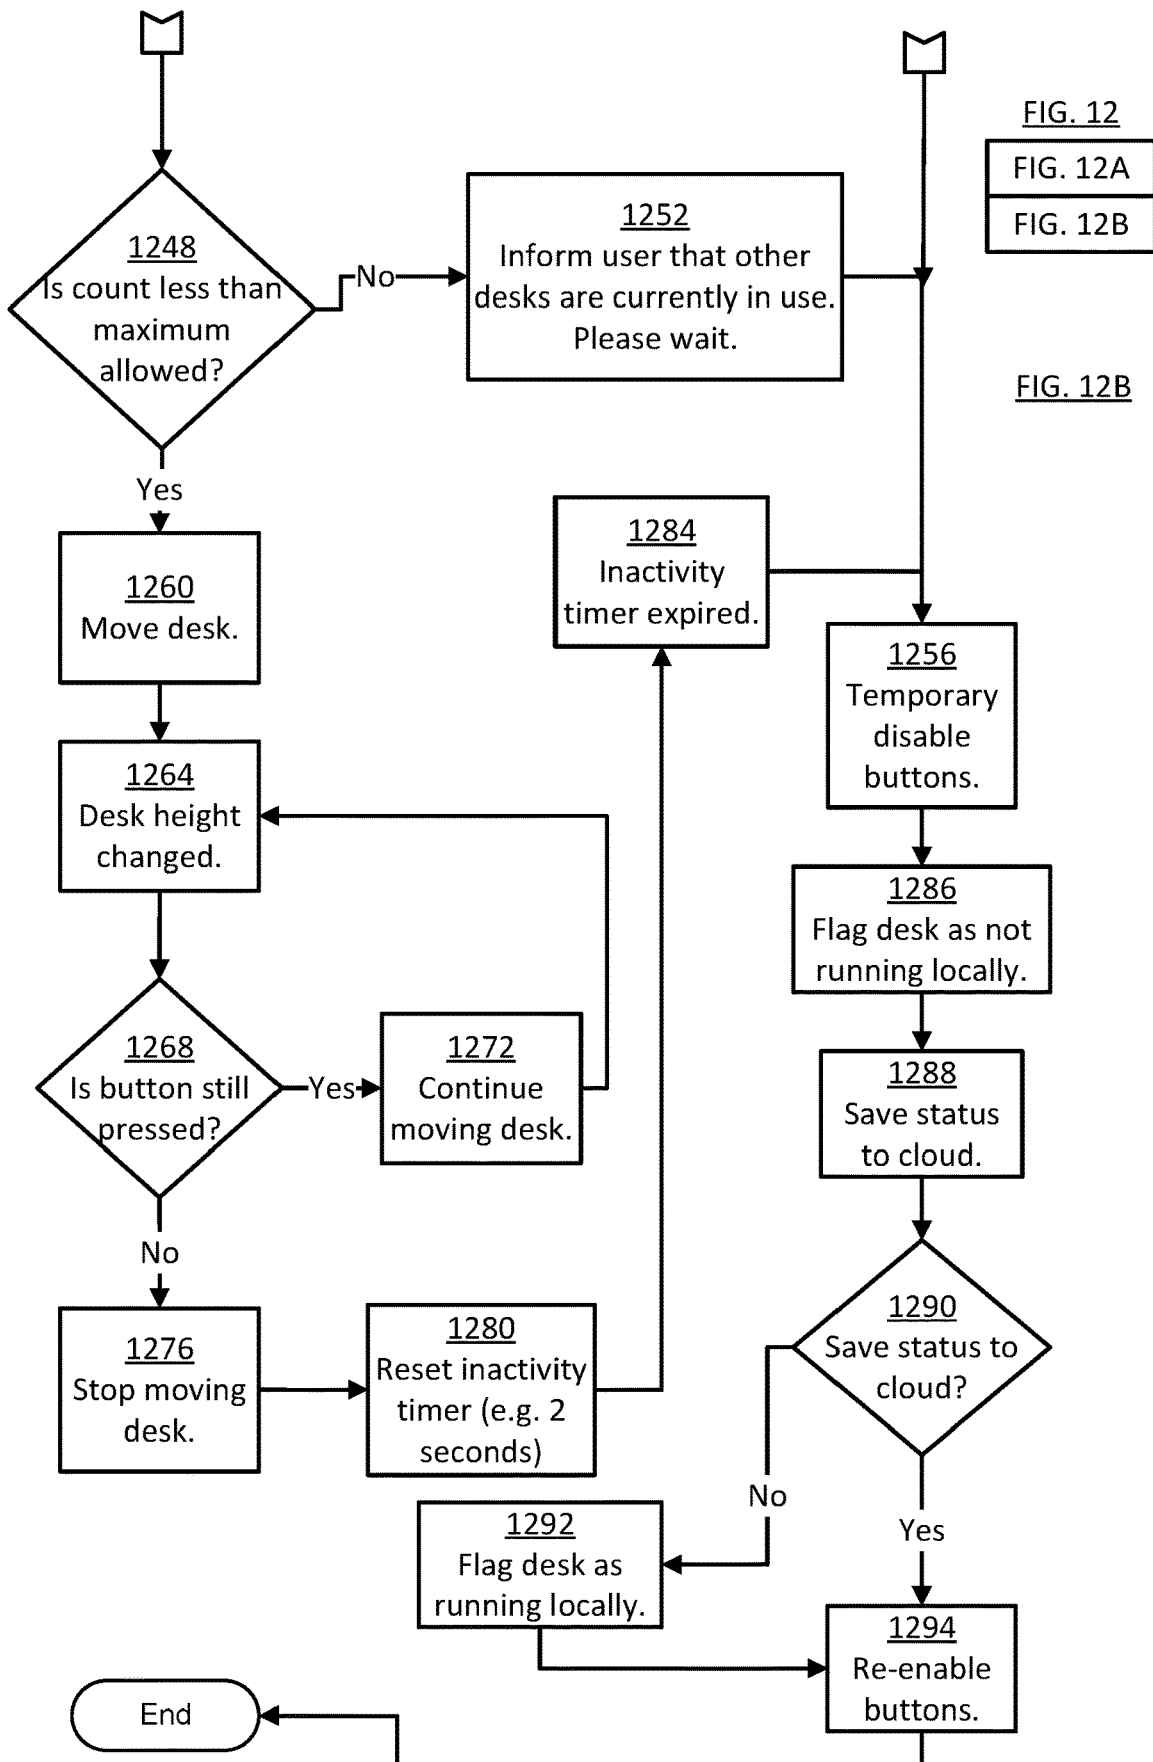 FIG. 12
FIG. 12A
FIG. 12B
FIG. 12B
1248
Is count less than
maximum
allowed?
No
1252
Inform user that other
desks are currently in use.
Please wait.
Yes
1260
Move desk.
1284
Inactivity
timer expired.
1256
Temporary
disable
buttons.
1264
Desk height
changed.
1286
Flag desk as not
running locally.
1268
Is button still
pressed?
Yes
1272
Continue
moving desk.
1288
Save status
to cloud.
No
1276
Stop moving
desk.
1280
Reset inactivity
timer (e.g. 2
seconds)
1290
Save status to
cloud?
No
Yes
1292
Flag desk as
running locally.
1294
Re-enable
buttons.
End